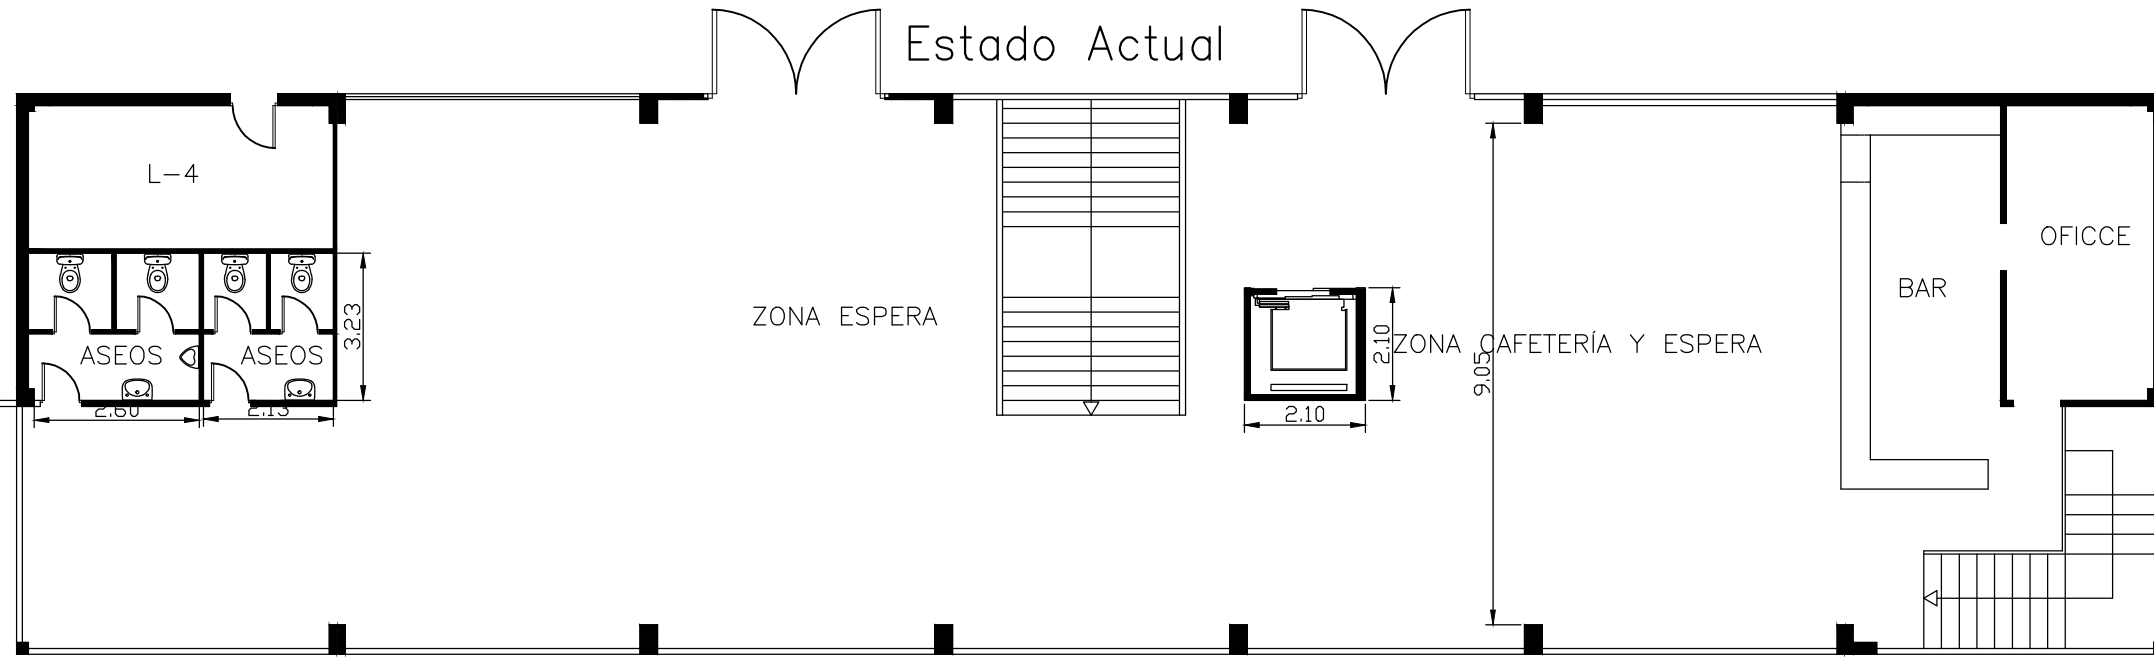 Estado Actual
L-4
OFICCE
BAR
ZONA ESPERA
3.23
2.10
ZONA CAFETERÍA Y ESPERA
9.05
ASEOS
ASEOS
2.60
2.13
2.10